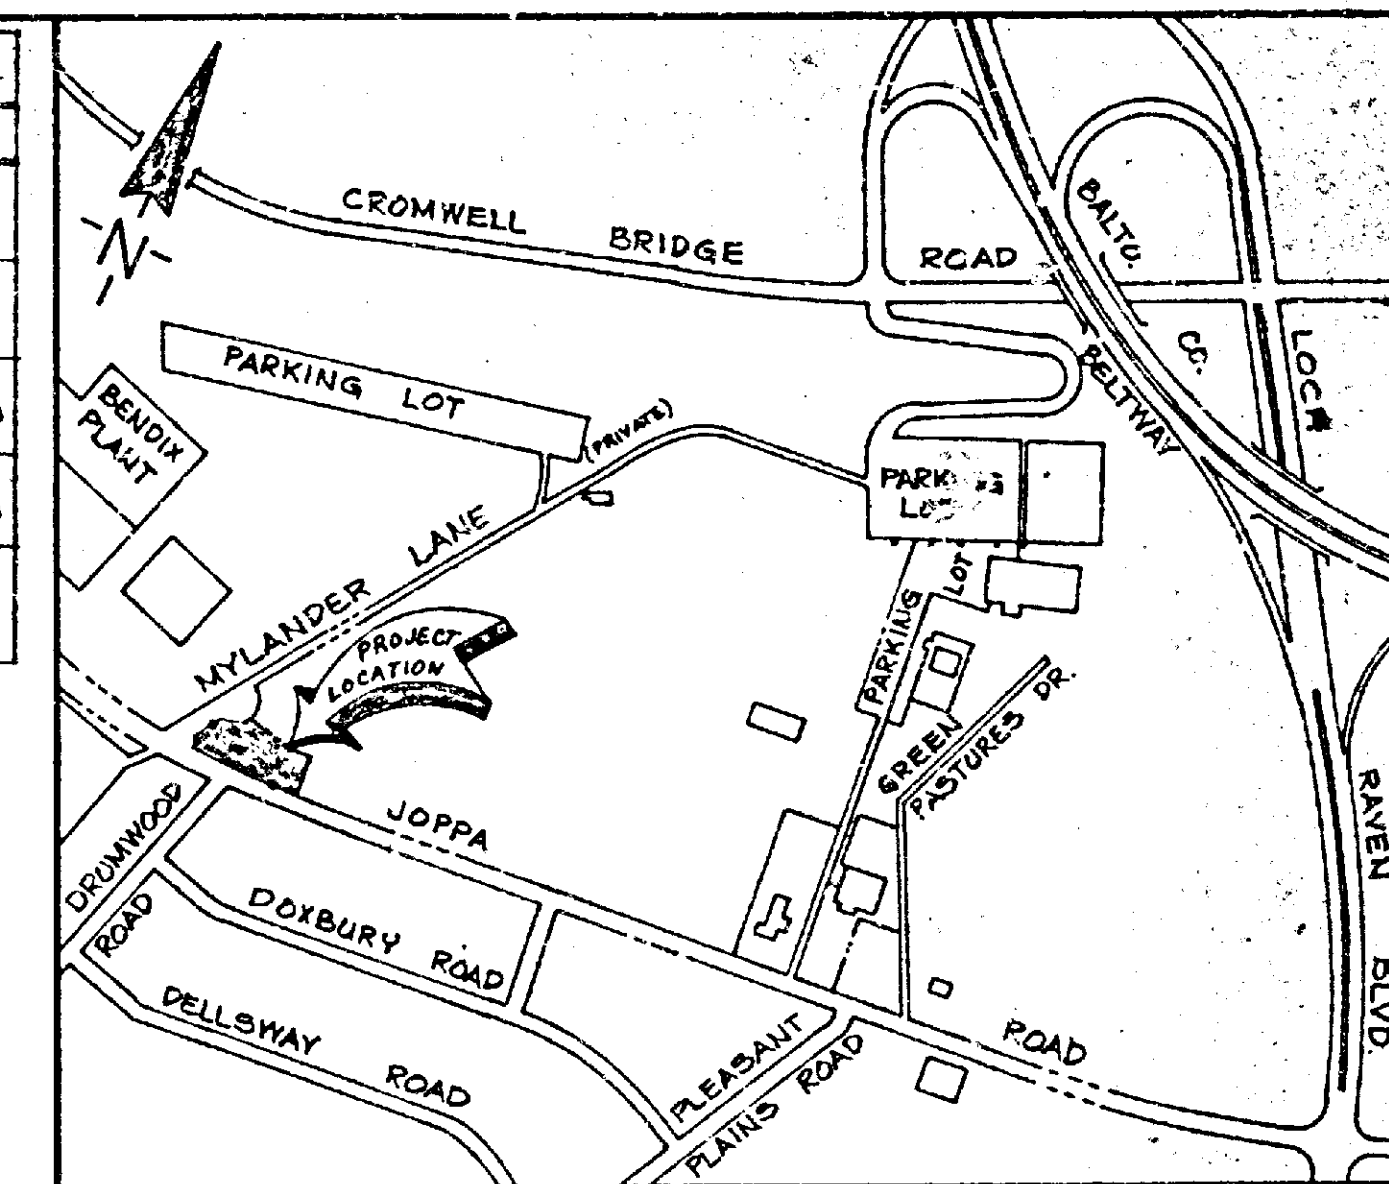 N
CROMWELL BRIDGE ROAD
BALTO.
CO.
BELTWAY
LOCH
PARKING LOT
BENDIX
PLANT
(PRIVATE)
MYLANDER LANE
PROJECT
LOCATION
PARKING LOT
GREEN
PASTURES DR.
DRUMWOOD
ROAD
JOPPA
ROAD
DOXBURY ROAD
DELLSWAY ROAD
PLEASANT
PLAINS ROAD
RAVEN BLVD.